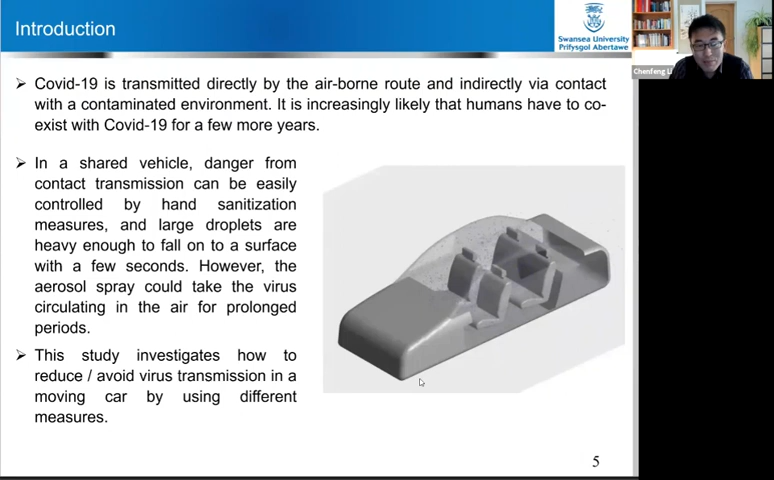 Introduction
Swansea University
Prifysgol Abertawe
Chenfeng Li
➢ Covid-19 is transmitted directly by the air-borne route and indirectly via contact
with a contaminated environment. It is increasingly likely that humans have to co-
exist with Covid-19 for a few more years.
➢ In a shared vehicle, danger from
contact transmission can be easily
controlled by hand sanitization
measures, and large droplets are
heavy enough to fall on to a surface
with a few seconds. However, the
aerosol spray could take the virus
circulating in the air for prolonged
periods.
➢ This study investigates how to
reduce / avoid virus transmission in a
moving car by using different
measures.
5